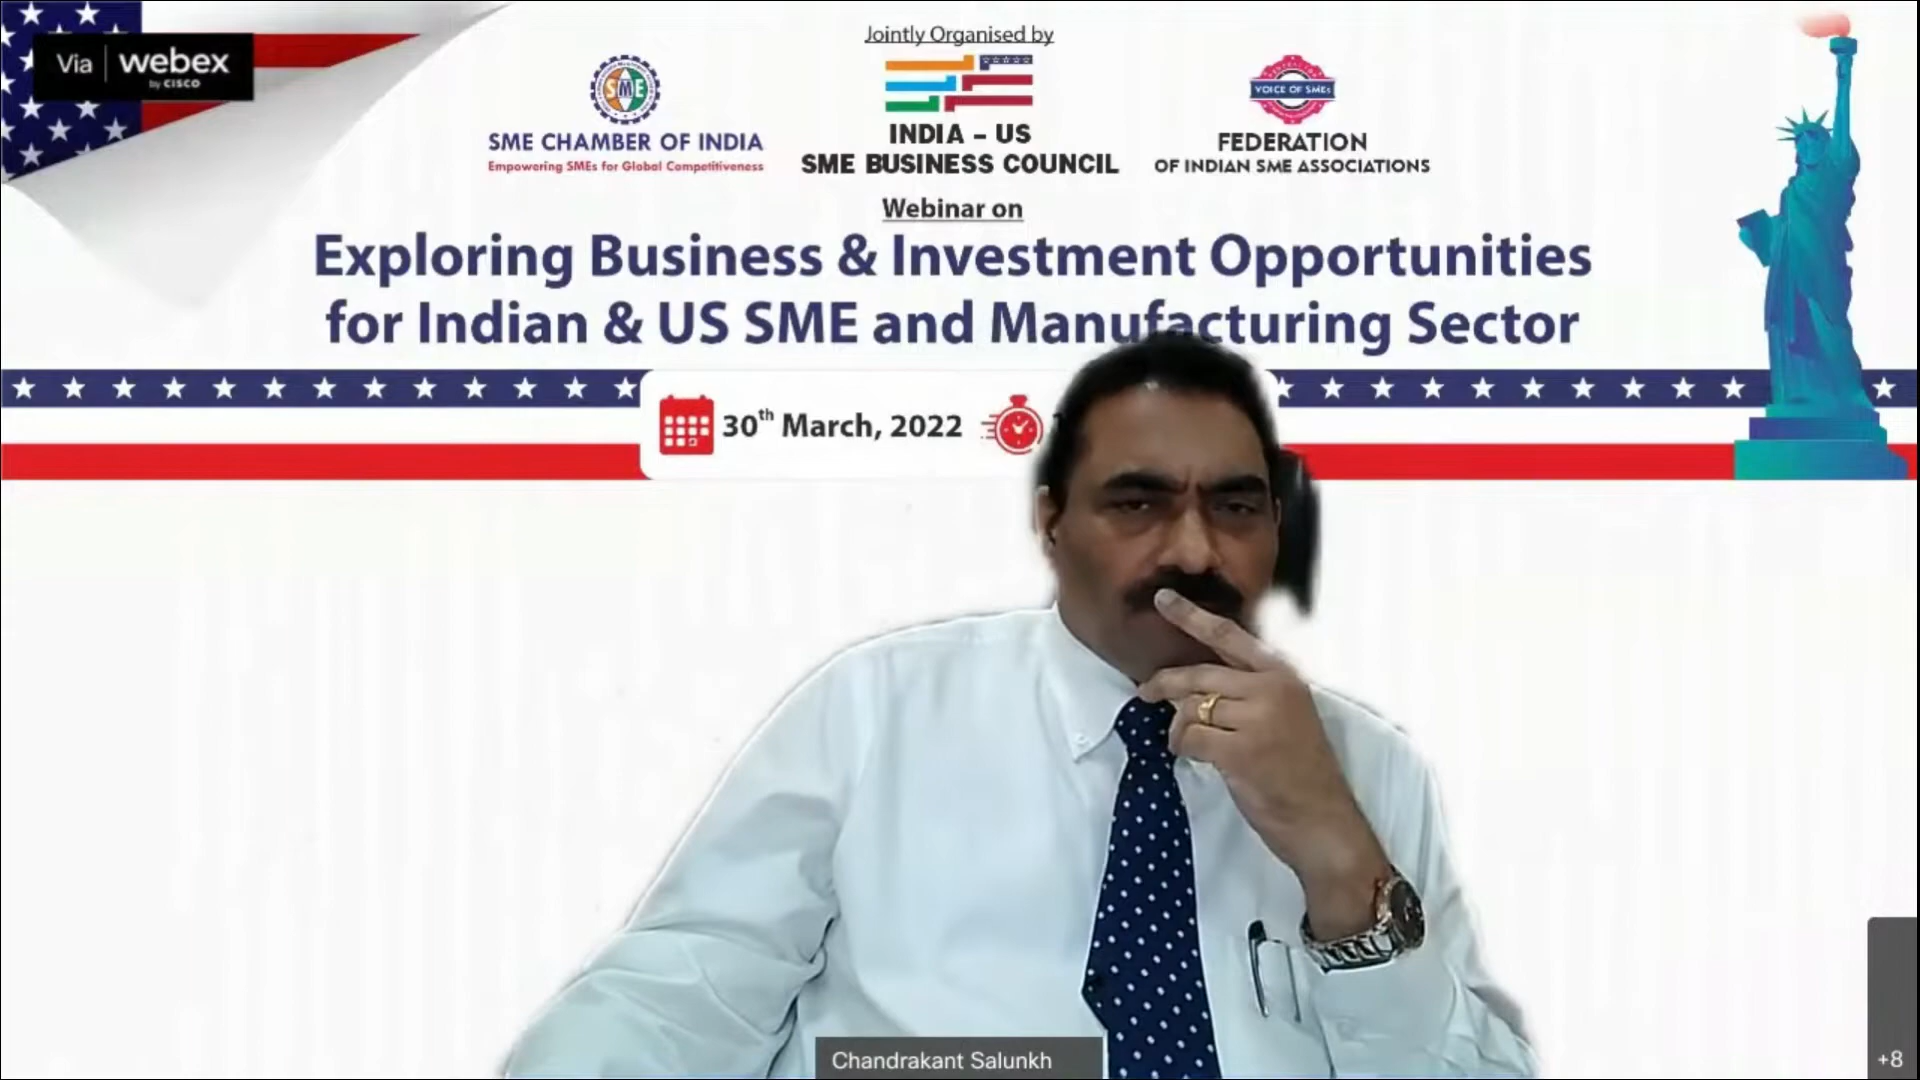 Via webex
by CISCO
Jointly Organised by
SME
SME CHAMBER OF INDIA
Empowering SMEs for Global Competitiveness
INDIA – US
SME BUSINESS COUNCIL
VOICE OF SMEs
FEDERATION
OF INDIAN SME ASSOCIATIONS
Webinar on
Exploring Business & Investment Opportunities
for Indian & US SME and Manufacturing Sector
30th March, 2022
Chandrakant Salunkh
+8